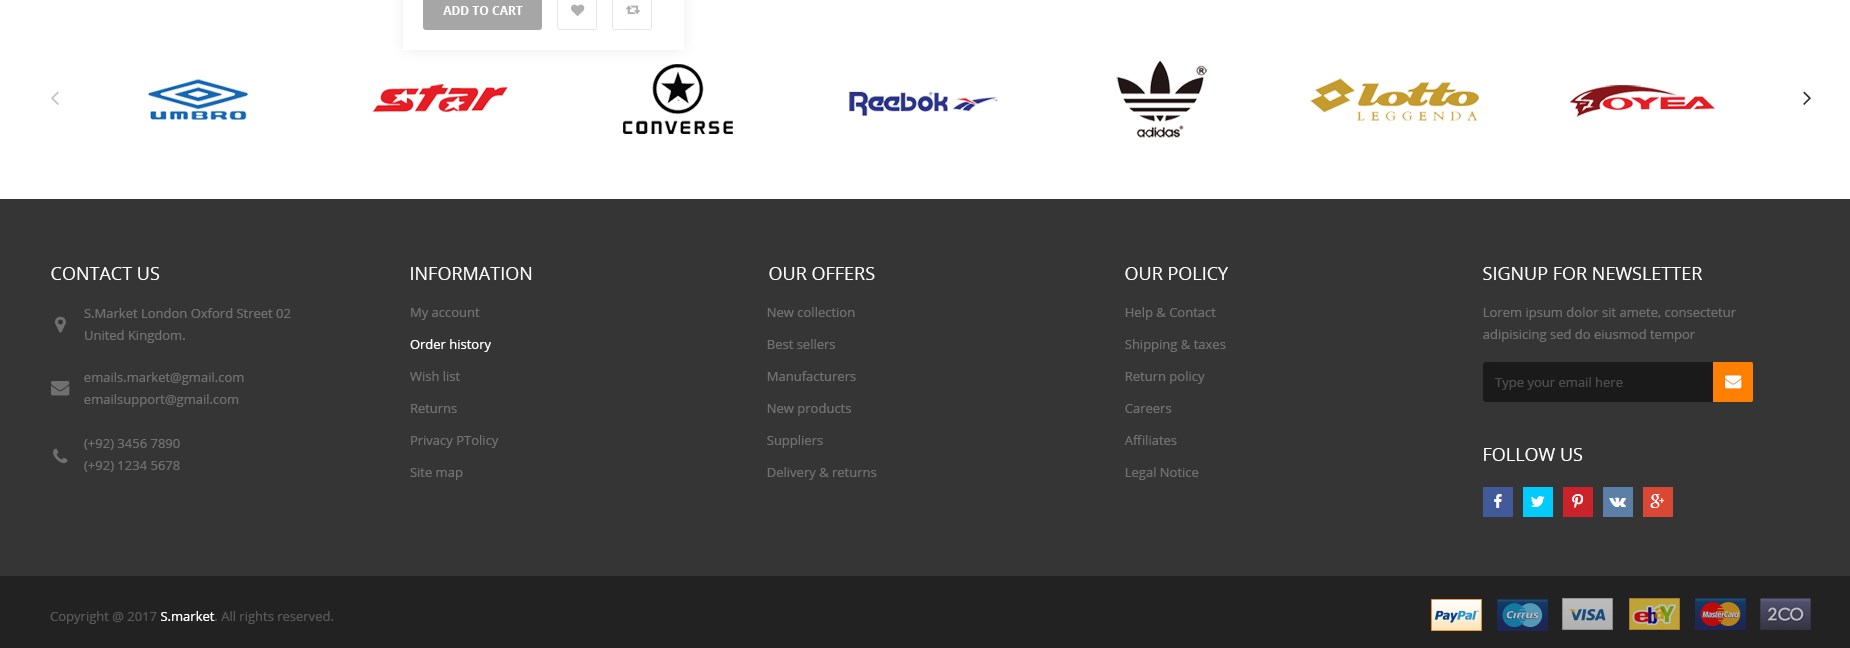 ADD TO CART
UMBRO
star
CONVERSE
Reebok
adidas
®
lotto
LEGGENDA
OYEA
CONTACT US
S.Market London Oxford Street 02
United Kingdom.
emails.market@gmail.com
emailsupport@gmail.com
(+92) 3456 7890
(+92) 1234 5678
INFORMATION
My account
Order history
Wish list
Returns
Privacy PTolicy
Site map
OUR OFFERS
New collection
Best sellers
Manufacturers
New products
Suppliers
Delivery & returns
OUR POLICY
Help & Contact
Shipping & taxes
Return policy
Careers
Affiliates
Legal Notice
SIGNUP FOR NEWSLETTER
Lorem ipsum dolor sit amete, consectetur
adipisicing sed do eiusmod tempor
Type your email here
FOLLOW US
Copyright @ 2017 S.market. All rights reserved.
PayPal
Cirrus
VISA
ebay
MasterCard
2CO